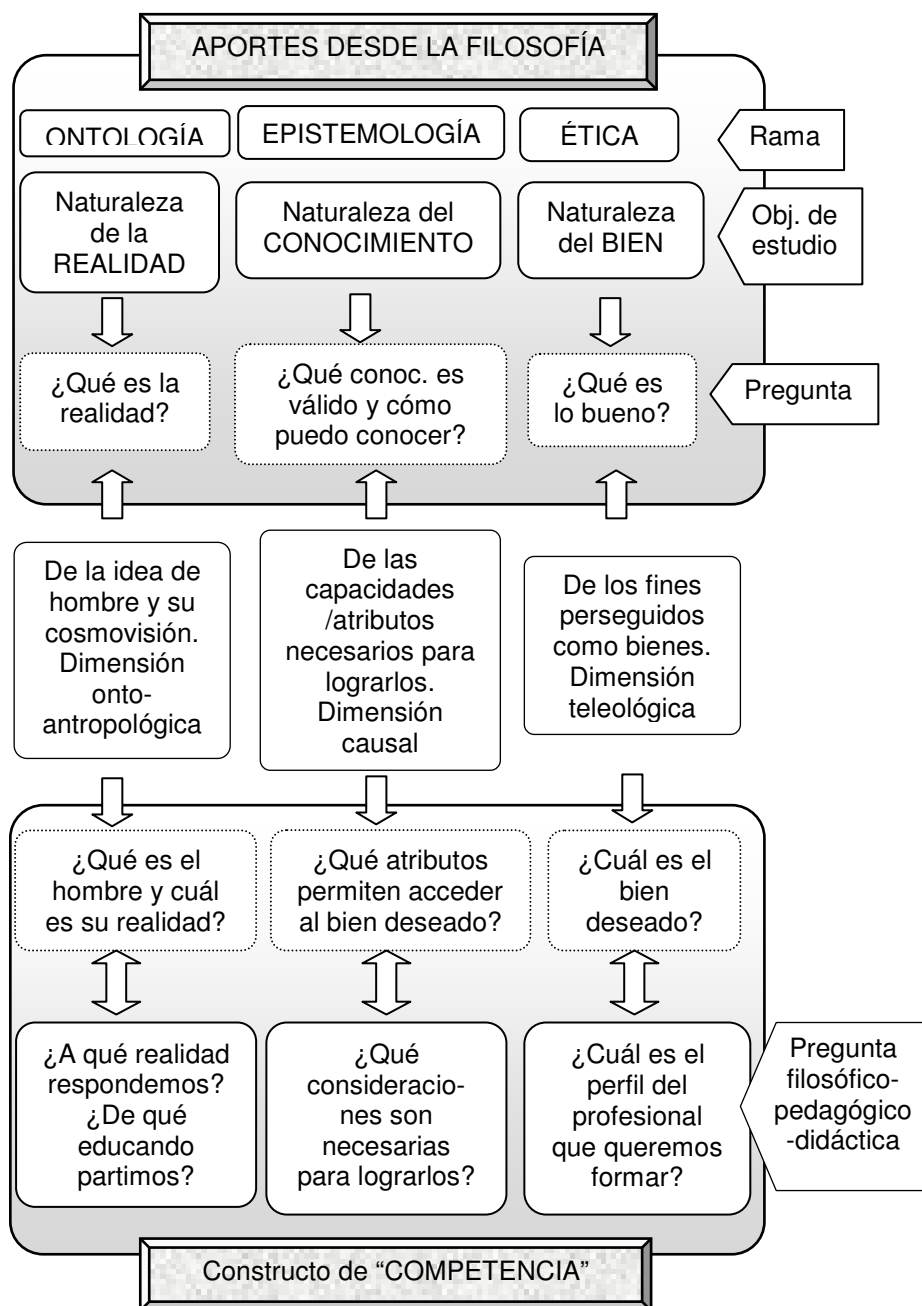 APORTES DESDE LA FILOSOFÍA
ONTOLOGÍA
EPISTEMOLOGÍA
ÉTICA
Rama
Naturaleza
de la
REALIDAD
Naturaleza del
CONOCIMIENTO
Naturaleza
del BIEN
Obj. de
estudio
¿Qué es la
realidad?
¿Qué conoc. es
válido y cómo
puedo conocer?
¿Qué es
lo bueno?
Pregunta
De la idea de
hombre y su
cosmovisión.
Dimensión
onto-
antropológica
De las
capacidades
/atributos
necesarios para
lograrlos.
Dimensión
causal
De los fines
perseguidos
como bienes.
Dimensión
teleológica
¿Qué es el
hombre y cuál
es su realidad?
¿Qué atributos
permiten acceder
al bien deseado?
¿Cuál es el
bien
deseado?
¿A qué realidad
respondemos?
¿De qué
educando
partimos?
¿Qué
consideracio-
nes son
necesarias
para lograrlos?
¿Cuál es el
perfil del
profesional
que queremos
formar?
Pregunta
filosófico-
pedagógico
-didáctica
Constructo de “COMPETENCIA”